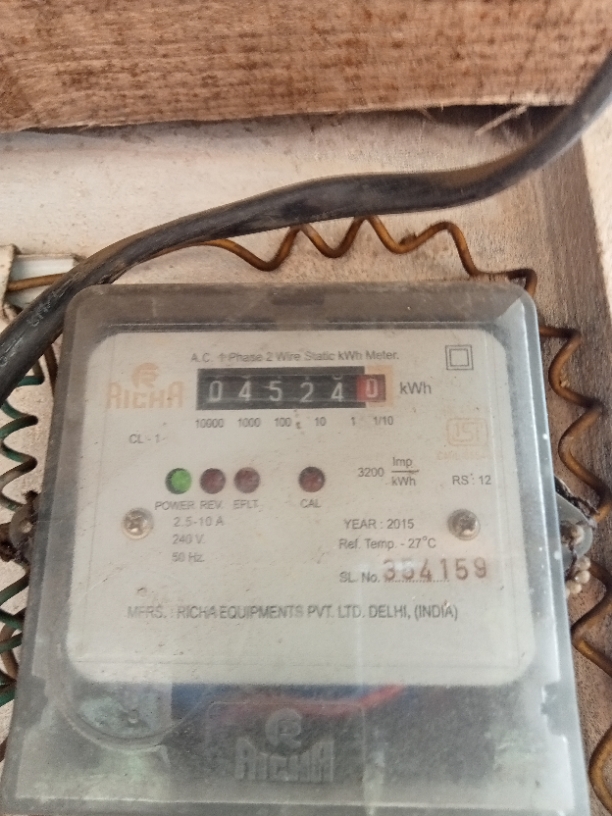 A.C. 1 Phase 2 Wire Static kWh Meter.
RICHA
045240 kWh
10000 1000 100 10 1 1/10
CL - 1
3200 Imp/kWh
RS : 12
POWER REV. EPLT. CAL
2.5-10 A
240 V.
50 Hz.
YEAR : 2015
Ref. Temp. - 27°C
SL. No. 354159
MFRS. : RICHA EQUIPMENTS PVT. LTD. DELHI, (INDIA)
RICHA